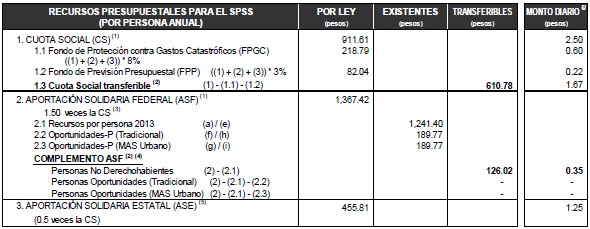 RECURSOS PRESUPUESTALES PARA EL SPSS (POR PERSONA ANUAL) POR LEY (pesos) EXISTENTES (pesos) TRANSFERIBLES (pesos) MONTO DIARIO 6/ (pesos)
1. CUOTA SOCIAL (CS) (1) 911.61 2.50
1.1 Fondo de Protección contra Gastos Catastróficos (FPGC) 218.79 0.60
((1) + (2) + (3)) * 8%
1.2 Fondo de Previsión Presupuestal (FPP) ((1) + (2) + (3)) * 3% 82.04 0.22
1.3 Cuota Social transferible (2) (1) - (1.1) - (1.2) 610.78 1.67
2. APORTACIÓN SOLIDARIA FEDERAL (ASF) (1) 1,367.42
1.50 veces la CS (3)
2.1 Recursos por persona 2013 (a) / (e) 1,241.40
2.2 Oportunidades-P (Tradicional) (f) / (h) 189.77
2.3 Oportunidades-P (MAS Urbano) (g) / (i) 189.77
COMPLEMENTO ASF (2) (4)
Personas No Derechohabientes (2) - (2.1) 126.02 0.35
Personas Oportunidades (Tradicional) (2) - (2.1) - (2.2) - -
Personas Oportunidades (MAS Urbano) (2) - (2.1) - (2.3) - -
3. APORTACIÓN SOLIDARIA ESTATAL (ASE) (5) 455.81 1.25
(0.5 veces la CS)